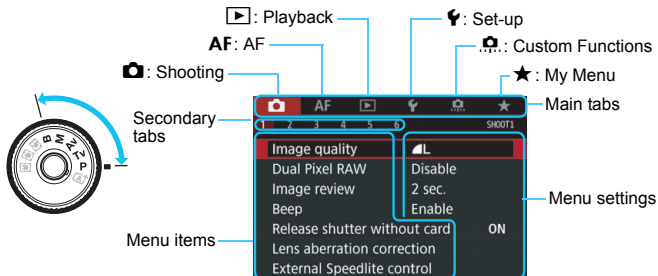 : Playback
: Set-up
AF: AF
: Custom Functions
: Shooting
★: My Menu
Secondary tabs
Main tabs
AF
★
1 2 3 4 5 6
SHOOT1
Image quality L
Dual Pixel RAW Disable
Image review 2 sec.
Beep Enable
Release shutter without card ON
Lens aberration correction
External Speedlite control
Menu settings
Menu items
B
M
Av
Tv
P
A+